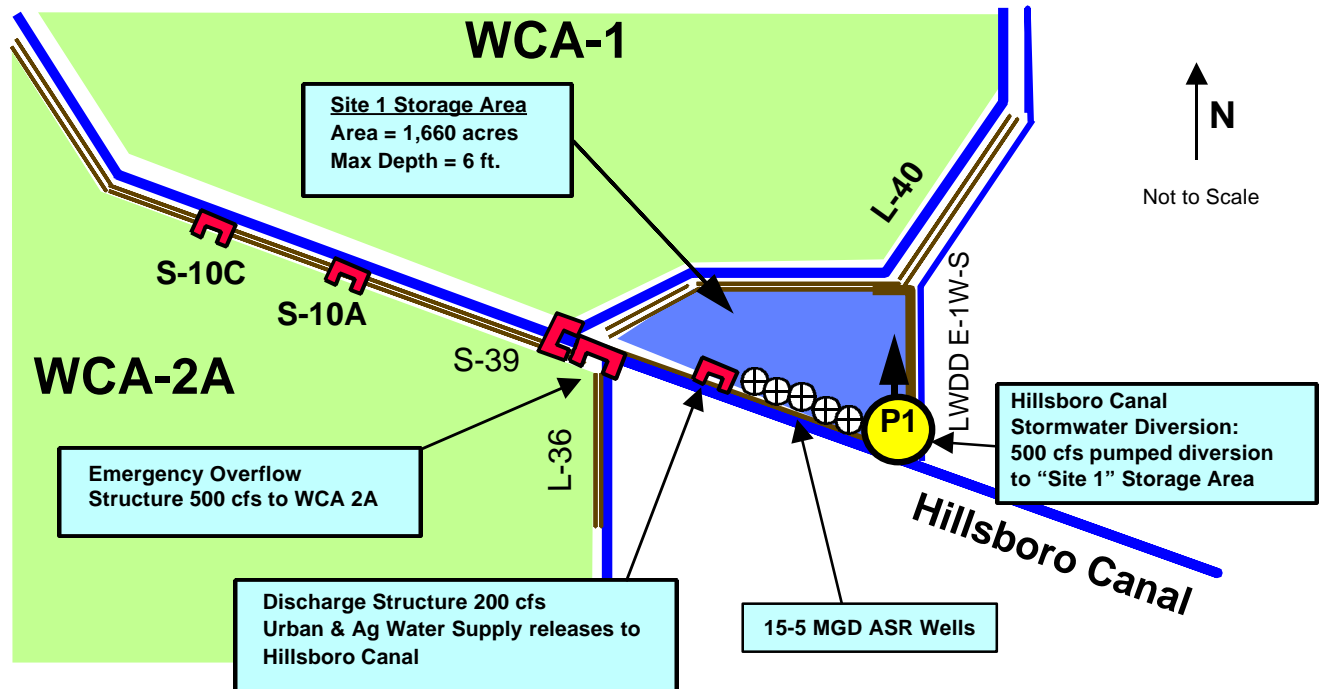 WCA-1
Site 1 Storage Area
Area = 1,660 acres
Max Depth = 6 ft.
N
Not to Scale
L-40
S-10C
S-10A
S-39
WCA-2A
LWDD E-1W-S
P1
Hillsboro Canal
Stormwater Diversion:
500 cfs pumped diversion
to “Site 1” Storage Area
Emergency Overflow
Structure 500 cfs to WCA 2A
L-36
Hillsboro Canal
Discharge Structure 200 cfs
Urban & Ag Water Supply releases to
Hillsboro Canal
15-5 MGD ASR Wells